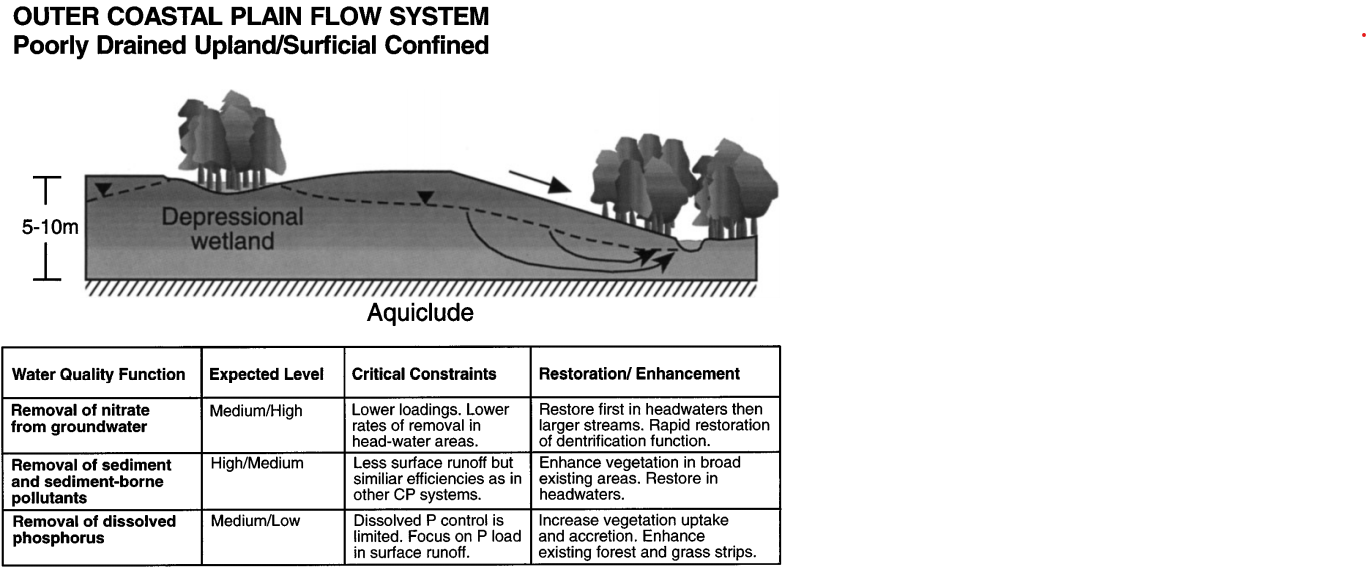 OUTER COASTAL PLAIN FLOW SYSTEM
Poorly Drained Upland/Surficial Confined
5-10m
Depressional
wetland
Aquiclude
Water Quality Function Expected Level Critical Constraints Restoration/ Enhancement
Removal of nitrate
from groundwater
Medium/High
Lower loadings. Lower
rates of removal in
head-water areas.
Restore first in headwaters then
larger streams. Rapid restoration
of dentrification function.
Removal of sediment
and sediment-borne
pollutants
High/Medium
Less surface runoff but
similiar efficiencies as in
other CP systems.
Enhance vegetation in broad
existing areas. Restore in
headwaters.
Removal of dissolved
phosphorus
Medium/Low
Dissolved P control is
limited. Focus on P load
in surface runoff.
Increase vegetation uptake
and accretion. Enhance
existing forest and grass strips.